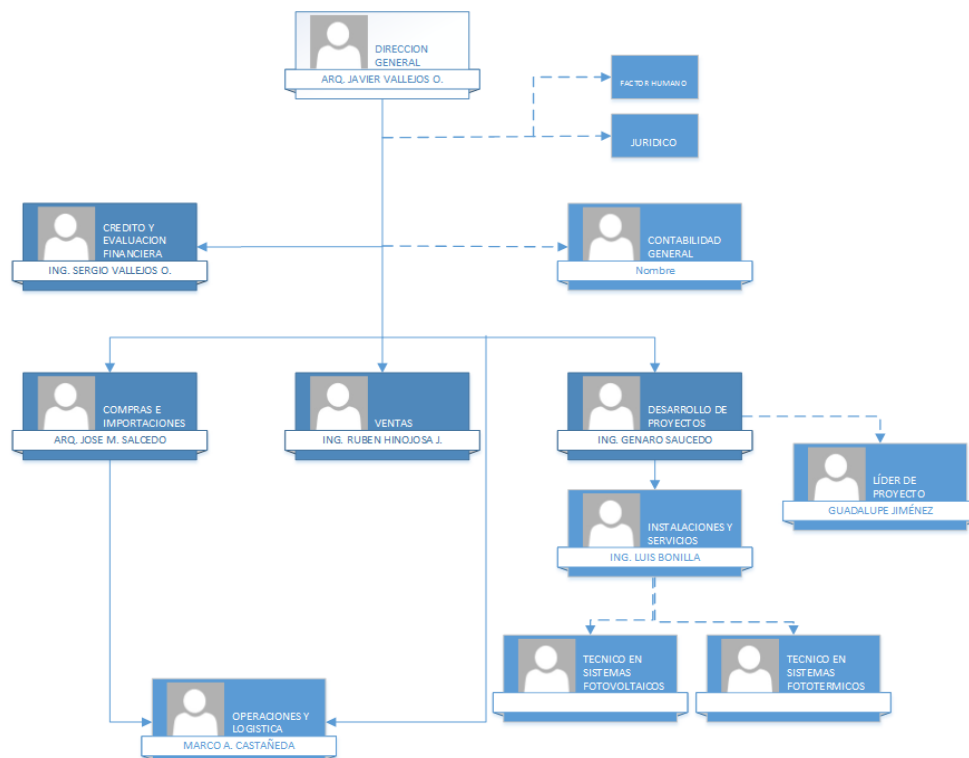 DIRECCION
GENERAL
ARQ. JAVIER VALLEJOS O.
FACTOR HUMANO
JURIDICO
CREDITO Y
EVALUACION
FINANCIERA
ING. SERGIO VALLEJOS O.
CONTABILIDAD
GENERAL
Nombre
COMPRAS E
IMPORTACIONES
ARQ. JOSE M. SALCEDO
VENTAS
ING. RUBEN HINOJOSA J.
DESARROLLO DE
PROYECTOS
ING. GENARO SAUCEDO
LÍDER DE
PROYECTO
GUADALUPE JIMÉNEZ
INSTALACIONES Y
SERVICIOS
ING. LUIS BONILLA
TECNICO EN
SISTEMAS
FOTOVOLTAICOS
TECNICO EN
SISTEMAS
FOTOTERMICOS
OPERACIONES Y
LOGISTICA
MARCO A. CASTAÑEDA